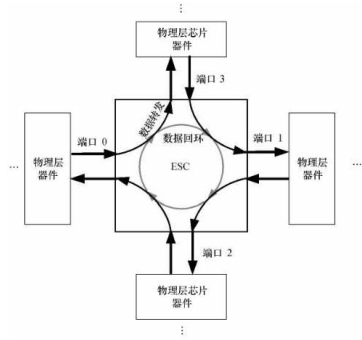 ⋮
物理层芯片
器件
端口 3
数据转发
端口 0
数据回环
端口 1
…
物理层
器件
ESC
物理层
器件
…
端口 2
物理层芯片
器件
⋮